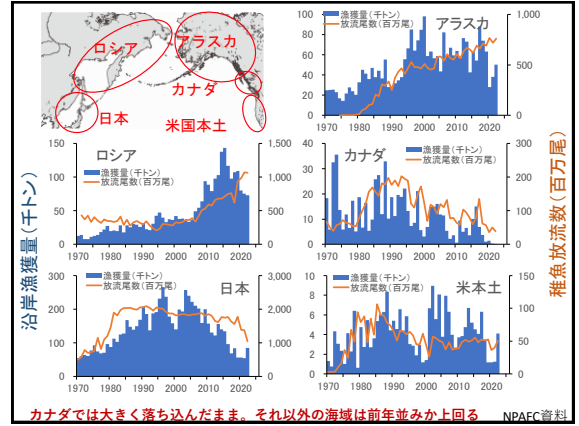 ロシア
アラスカ
カナダ
日本
米国本土
アラスカ
漁獲量(千トン)
放流尾数(百万尾)
100
80
60
40
20
0
1,000
500
0
1970 1980 1990 2000 2010 2020
ロシア
漁獲量(千トン)
放流尾数(百万尾)
150
100
50
0
1,500
1,000
500
0
1970 1980 1990 2000 2010 2020
カナダ
漁獲量(千トン)
放流尾数(百万尾)
40
30
20
10
0
300
200
100
0
1970 1980 1990 2000 2010 2020
日本
漁獲量(千トン)
放流尾数(百万尾)
300
200
100
0
3,000
2,000
1,000
0
1970 1980 1990 2000 2010 2020
米本土
漁獲量(千トン)
放流尾数(百万尾)
10
8
6
4
2
0
150
100
50
0
1970 1980 1990 2000 2010 2020
沿岸漁獲量(千トン)
稚魚放流数(百万尾)
カナダでは大きく落ち込んだまま。それ以外の海域は前年並みか上回る
NPAFC資料